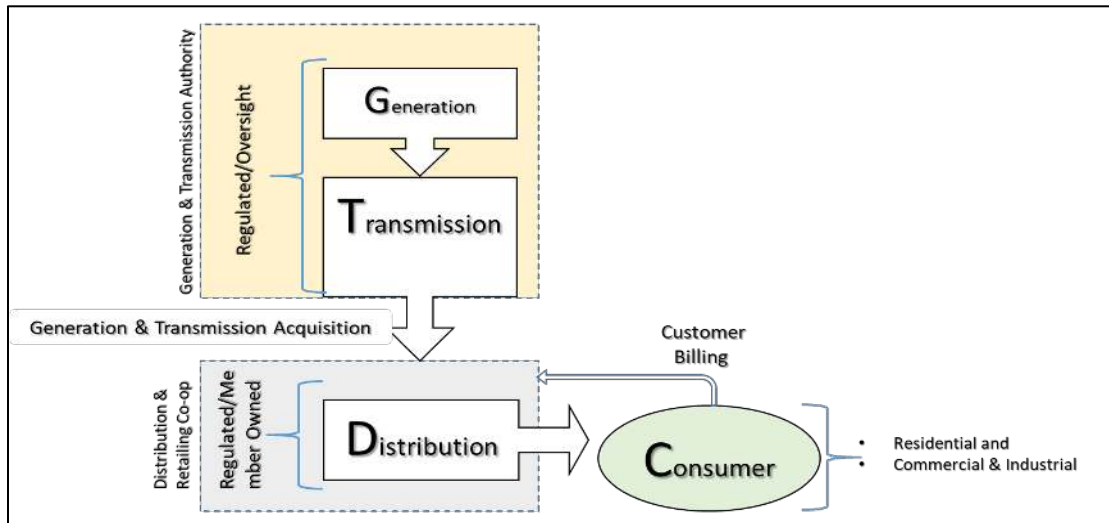 Generation & Transmission Authority
Regulated/Oversight
Generation
Transmission
Generation & Transmission Acquisition
Distribution &
Retailing Co-op
Regulated/Me
mber Owned
Distribution
Customer
Billing
Consumer
• Residential and
• Commercial & Industrial